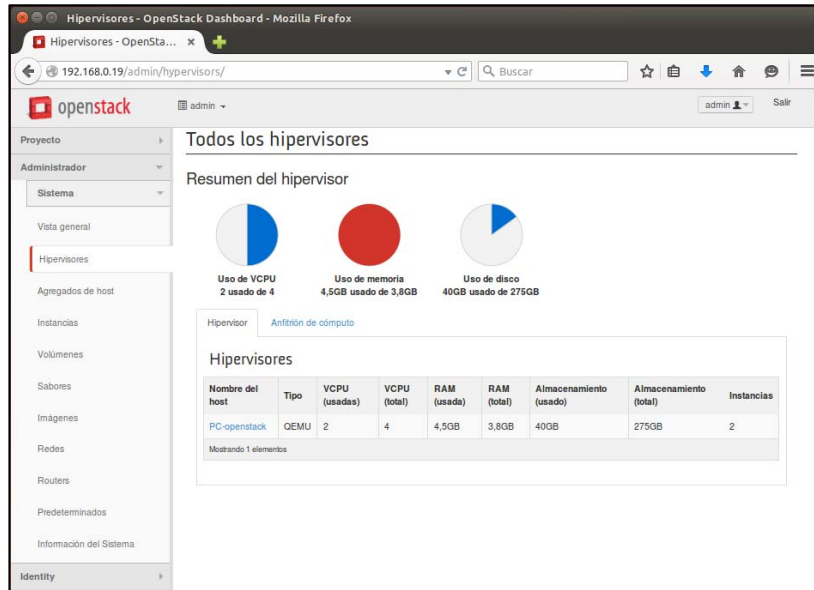 Hipervisores - OpenStack Dashboard - Mozilla Firefox
Hipervisores - OpenSta...
192.168.0.19/admin/hypervisors/
Buscar
openstack
admin
admin
Salir
Proyecto
Administrador
Sistema
Vista general
Hipervisores
Agregados de host
Instancias
Volúmenes
Sabores
Imágenes
Redes
Routers
Predeterminados
Información del Sistema
Identity
Todos los hipervisores
Resumen del hipervisor
Uso de VCPU
2 usado de 4
Uso de memoria
4,5GB usado de 3,8GB
Uso de disco
40GB usado de 275GB
Hipervisor
Anfitrión de cómputo
Hipervisores
Nombre del host Tipo VCPU (usadas) VCPU (total) RAM (usada) RAM (total) Almacenamiento (usado) Almacenamiento (total) Instancias
PC-openstack QEMU 2 4 4,5GB 3,8GB 40GB 275GB 2
Mostrando 1 elementos